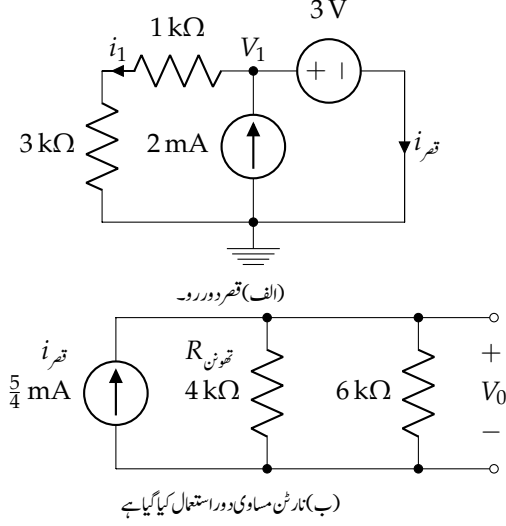 3 V
1 kΩ
i₁
V₁
+ −
3 kΩ
2 mA
i قصر
(الف) قصر دور رو۔
i قصر
5/4 mA
R تھونن
4 kΩ
6 kΩ
+
V₀
−
(ب) نارٹن مساوی دور استعمال کیا گیا ہے